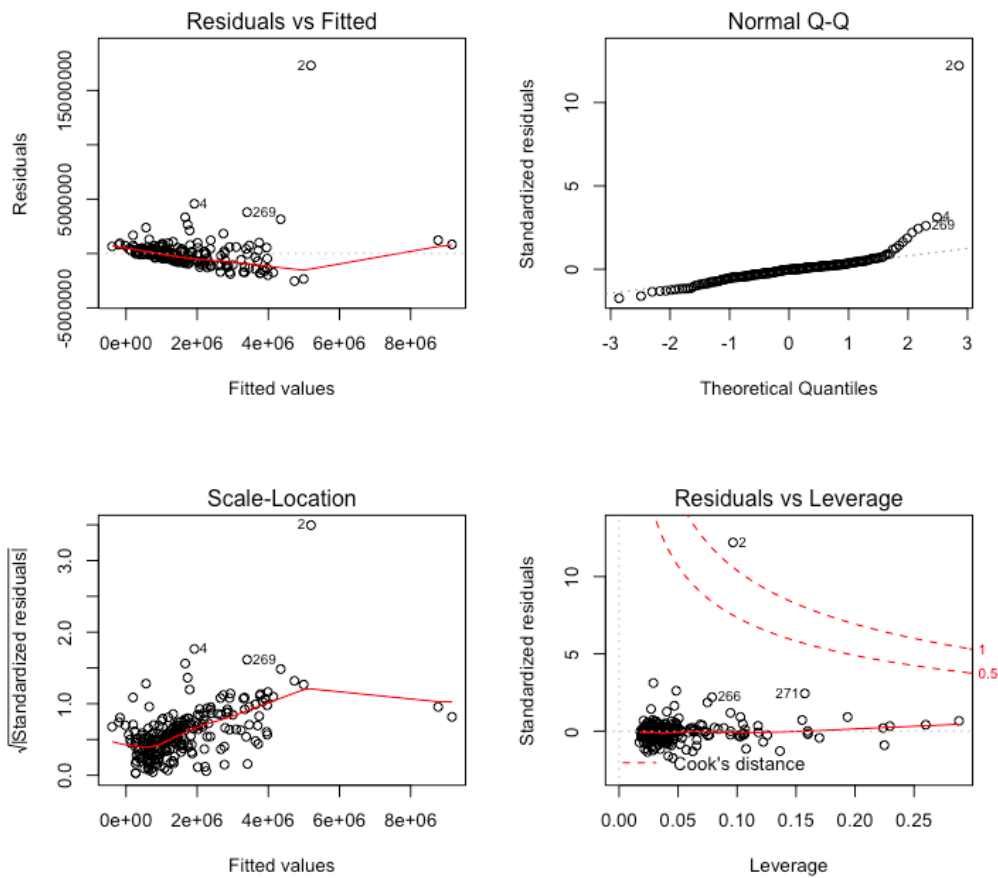 Residuals vs Fitted
Residuals
15000000
5000000
-5000000
2
4
269
0e+00 2e+06 4e+06 6e+06 8e+06
Fitted values
Normal Q-Q
Standardized residuals
10
5
0
2
4
269
-3 -2 -1 0 1 2 3
Theoretical Quantiles
Scale-Location
√|Standardized residuals|
3.0
2.0
1.0
0.0
2
4
269
0e+00 2e+06 4e+06 6e+06 8e+06
Fitted values
Residuals vs Leverage
Standardized residuals
10
5
0
2
266
271
1
0.5
Cook's distance
0.00 0.05 0.10 0.15 0.20 0.25
Leverage